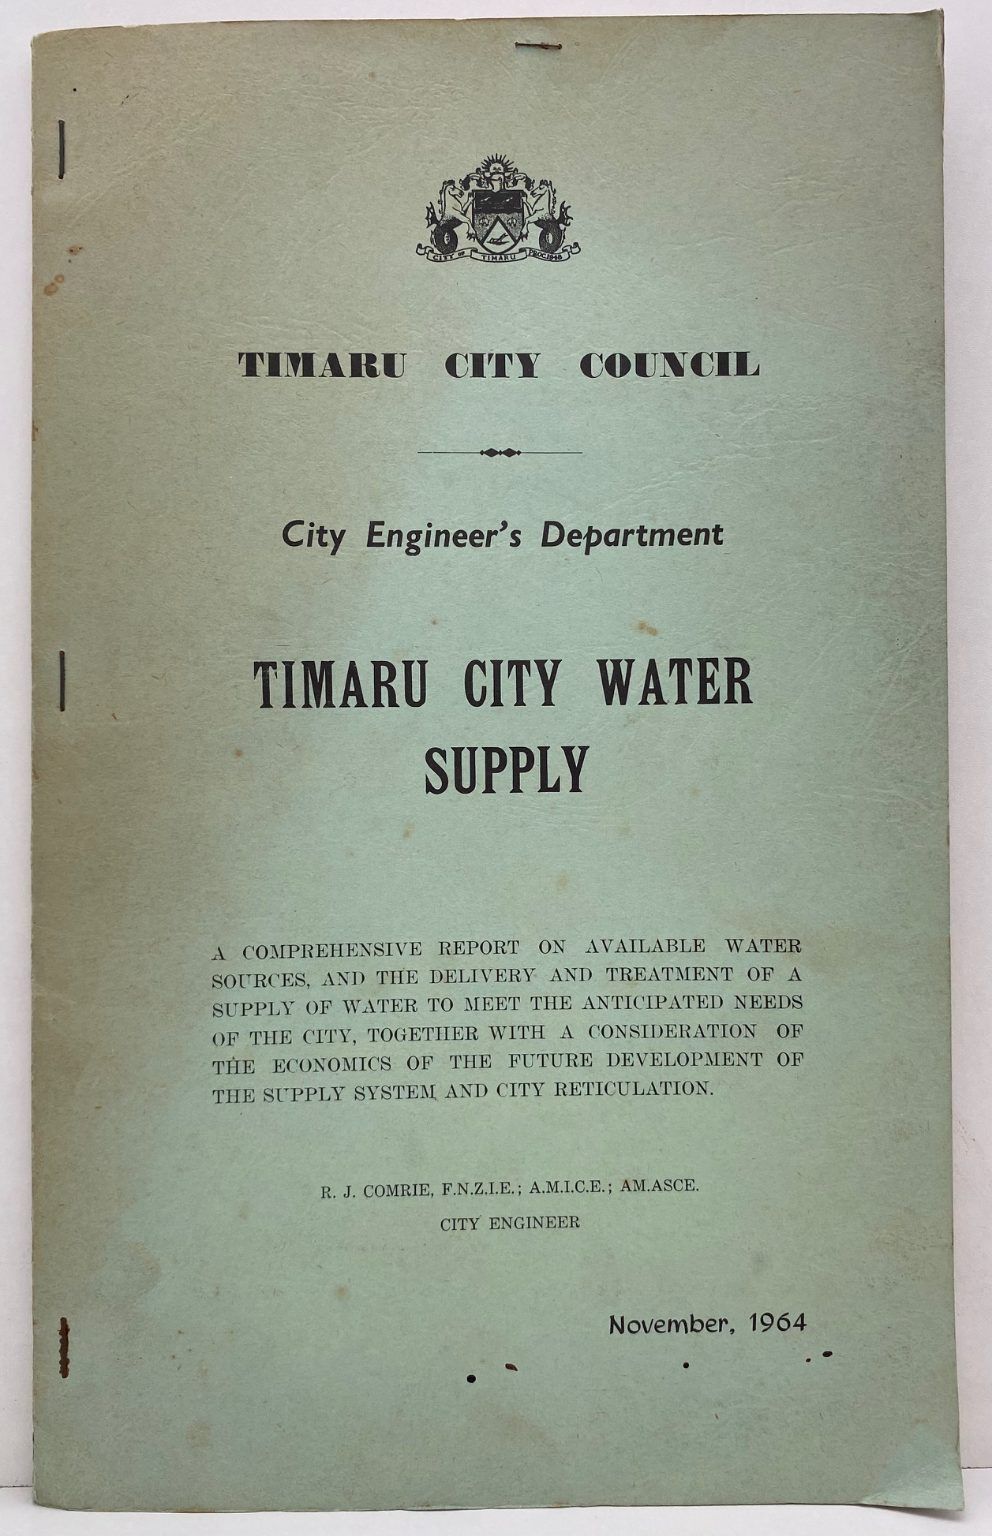 CITY OF TIMARU
TIMARU CITY COUNCIL
City Engineer's Department
TIMARU CITY WATER
SUPPLY
A COMPREHENSIVE REPORT ON AVAILABLE WATER
SOURCES, AND THE DELIVERY AND TREATMENT OF A
SUPPLY OF WATER TO MEET THE ANTICIPATED NEEDS
OF THE CITY, TOGETHER WITH A CONSIDERATION OF
THE ECONOMICS OF THE FUTURE DEVELOPMENT OF
THE SUPPLY SYSTEM AND CITY RETICULATION.
R. J. COMRIE, F.N.Z.I.E.; A.M.I.C.E.; AM.ASCE.
CITY ENGINEER
November, 1964